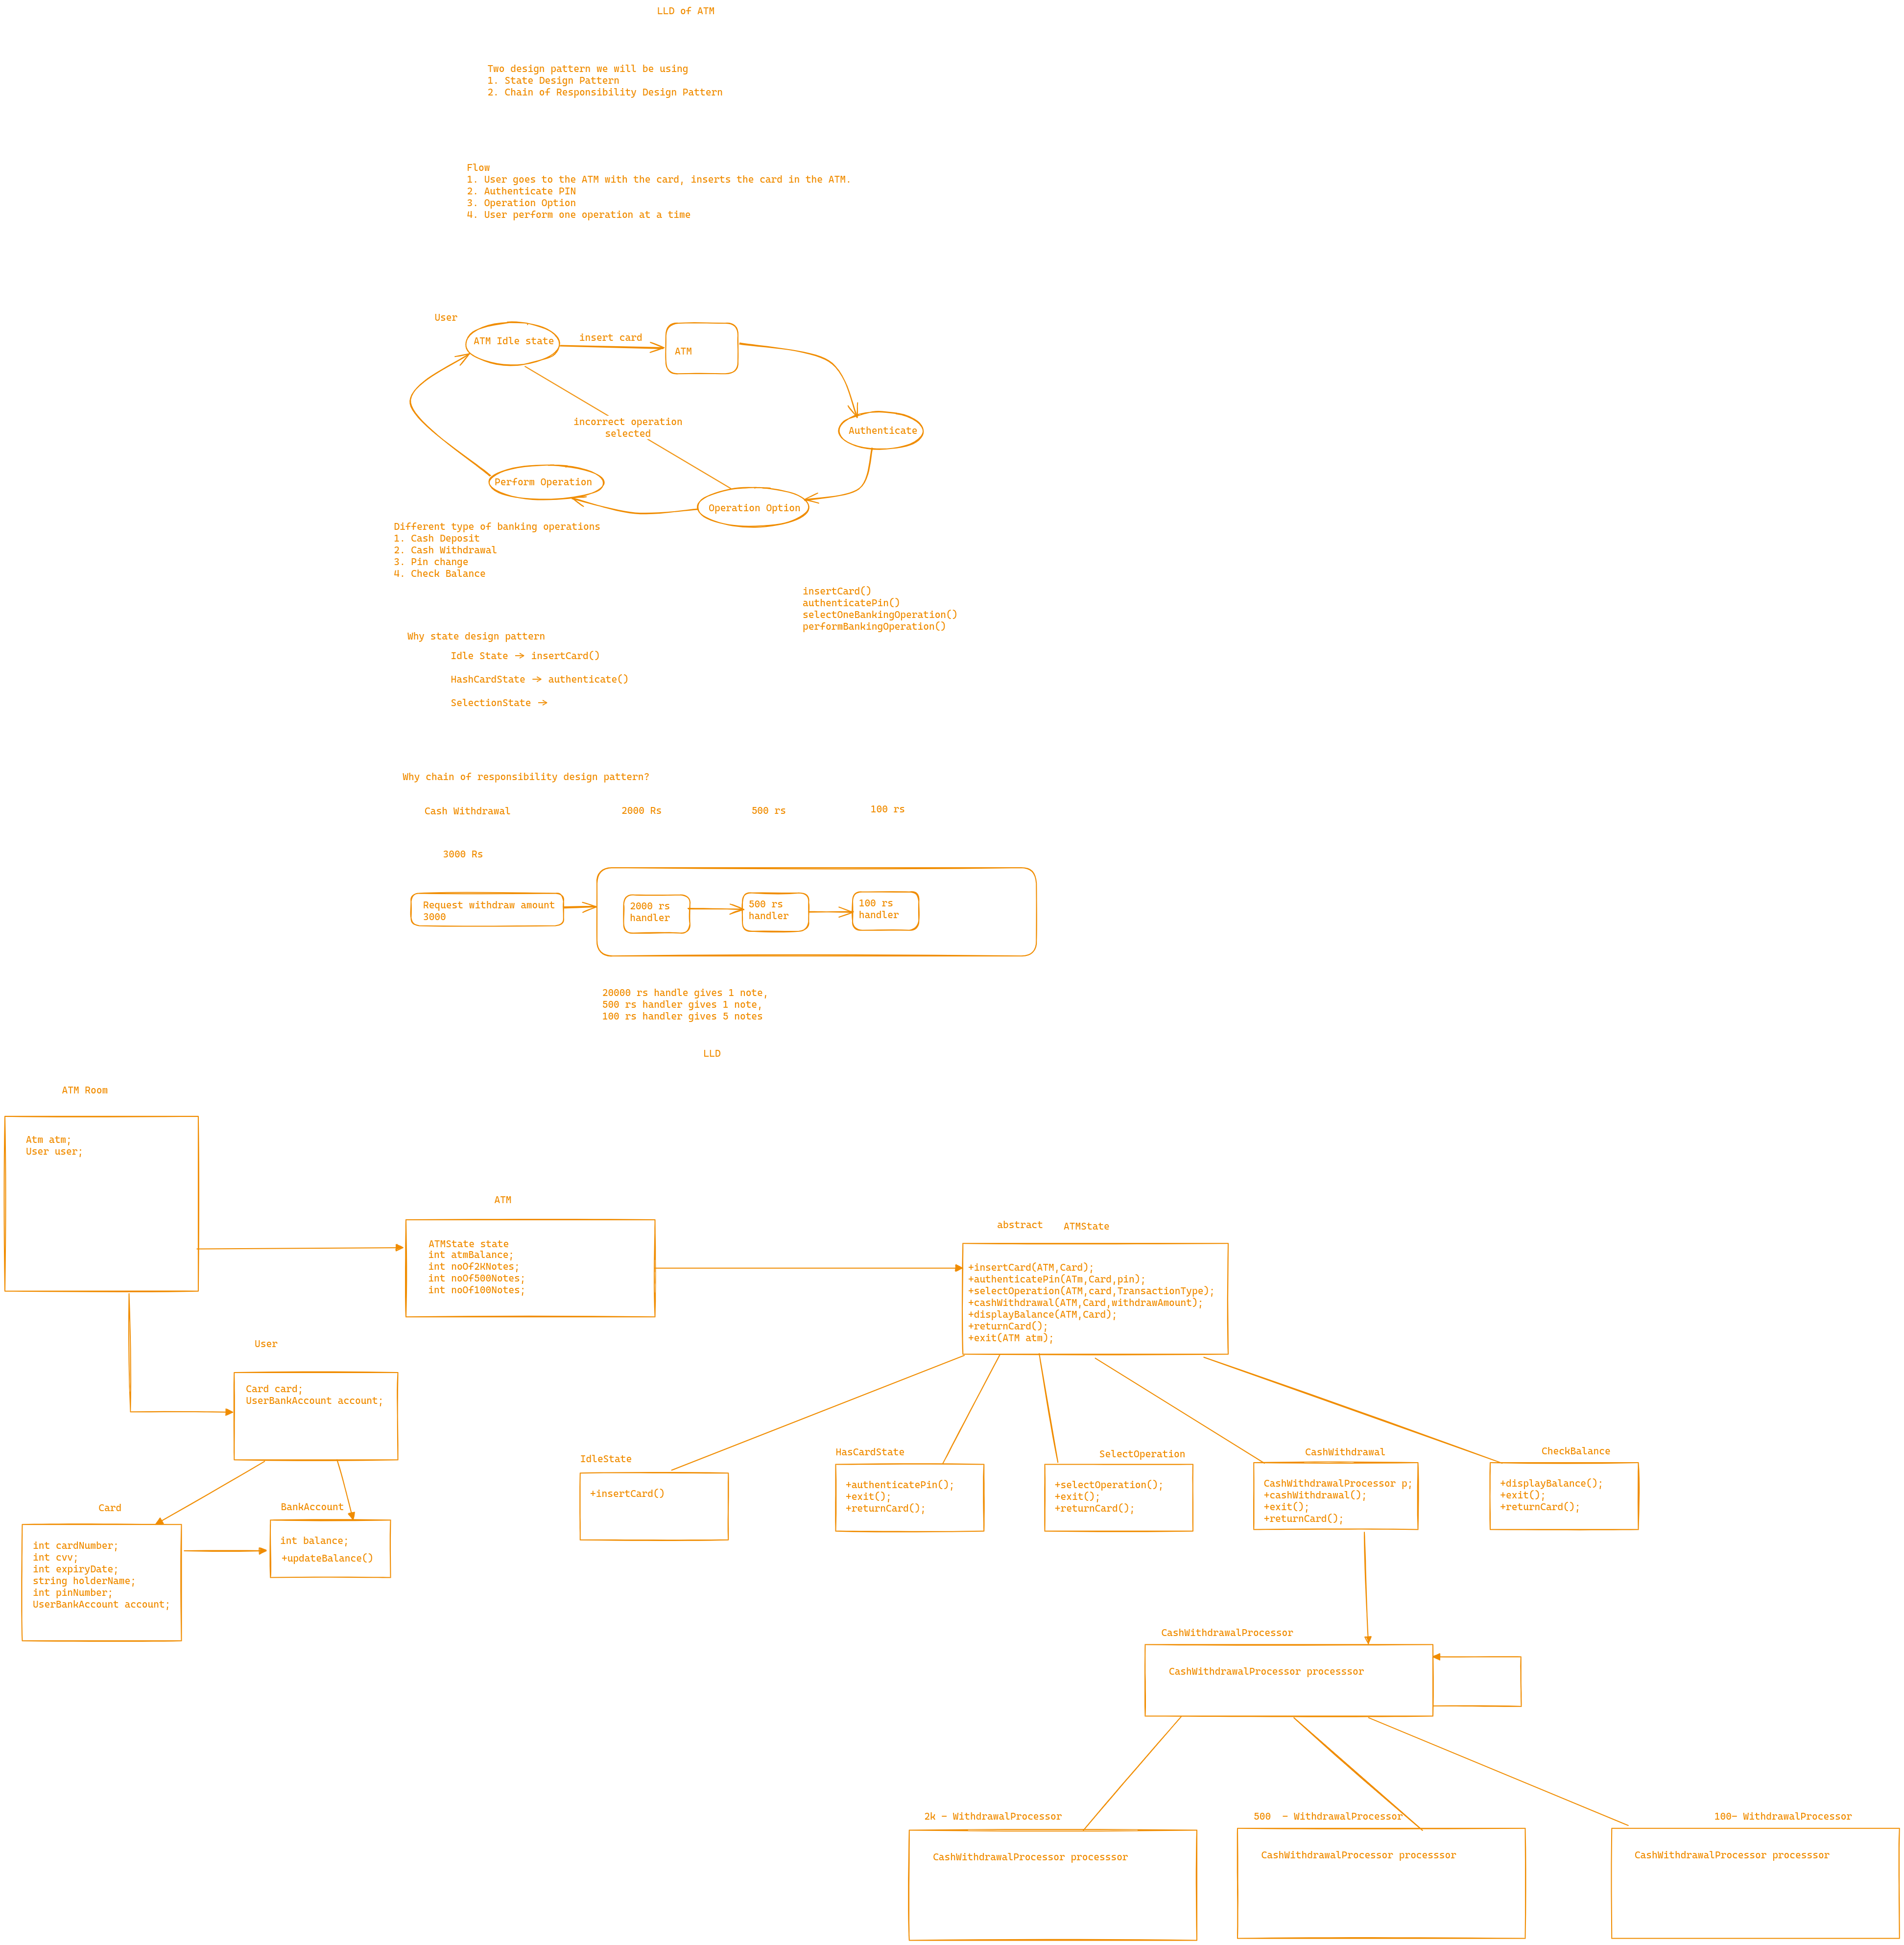 LLD of ATM
Two design pattern we will be using
1. State Design Pattern
2. Chain of Responsibility Design Pattern
Flow
1. User goes to the ATM with the card, inserts the card in the ATM.
2. Authenticate PIN
3. Operation Option
4. User perform one operation at a time
User
ATM Idle state
insert card
ATM
incorrect operation
selected
Authenticate
Perform Operation
Operation Option
Different type of banking operations
1. Cash Deposit
2. Cash Withdrawal
3. Pin change
4. Check Balance
insertCard()
authenticatePin()
selectOneBankingOperation()
performBankingOperation()
Why state design pattern
Idle State -> insertCard()
HashCardState -> authenticate()
SelectionState ->
Why chain of responsibility design pattern?
Cash Withdrawal
2000 Rs
500 rs
100 rs
3000 Rs
Request withdraw amount
3000
2000 rs
handler
500 rs
handler
100 rs
handler
20000 rs handle gives 1 note,
500 rs handler gives 1 note,
100 rs handler gives 5 notes
LLD
ATM Room
Atm atm;
User user;
ATM
ATMState state
int atmBalance;
int noOf2KNotes;
int noOf500Notes;
int noOf100Notes;
abstract
ATMState
+insertCard(ATM,Card);
+authenticatePin(ATm,Card,pin);
+selectOperation(ATM,card,TransactionType);
+cashWithdrawal(ATM,Card,withdrawAmount);
+displayBalance(ATM,Card);
+returnCard();
+exit(ATM atm);
User
Card card;
UserBankAccount account;
Card
int cardNumber;
int cvv;
int expiryDate;
string holderName;
int pinNumber;
UserBankAccount account;
BankAccount
int balance;
+updateBalance()
IdleState
+insertCard()
HasCardState
+authenticatePin();
+exit();
+returnCard();
SelectOperation
+selectOperation();
+exit();
+returnCard();
CashWithdrawal
CashWithdrawalProcessor p;
+cashWithdrawal();
+exit();
+returnCard();
CheckBalance
+displayBalance();
+exit();
+returnCard();
CashWithdrawalProcessor
CashWithdrawalProcessor processsor
2k - WithdrawalProcessor
CashWithdrawalProcessor processsor
500  - WithdrawalProcessor
CashWithdrawalProcessor processsor
100- WithdrawalProcessor
CashWithdrawalProcessor processsor